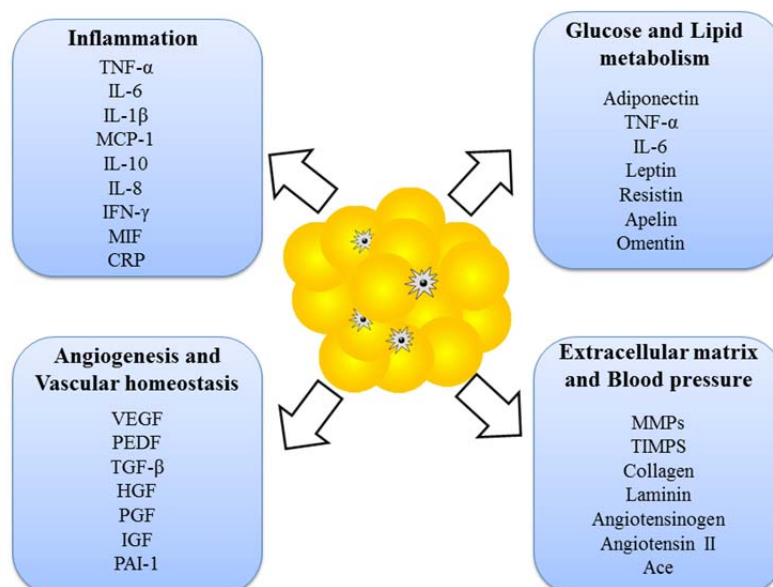 Inflammation
TNF-α
IL-6
IL-1β
MCP-1
IL-10
IL-8
IFN-γ
MIF
CRP
Glucose and Lipid
metabolism
Adiponectin
TNF-α
IL-6
Leptin
Resistin
Apelin
Omentin
Angiogenesis and
Vascular homeostasis
VEGF
PEDF
TGF-β
HGF
PGF
IGF
PAI-1
Extracellular matrix
and Blood pressure
MMPs
TIMPS
Collagen
Laminin
Angiotensinogen
Angiotensin II
Ace